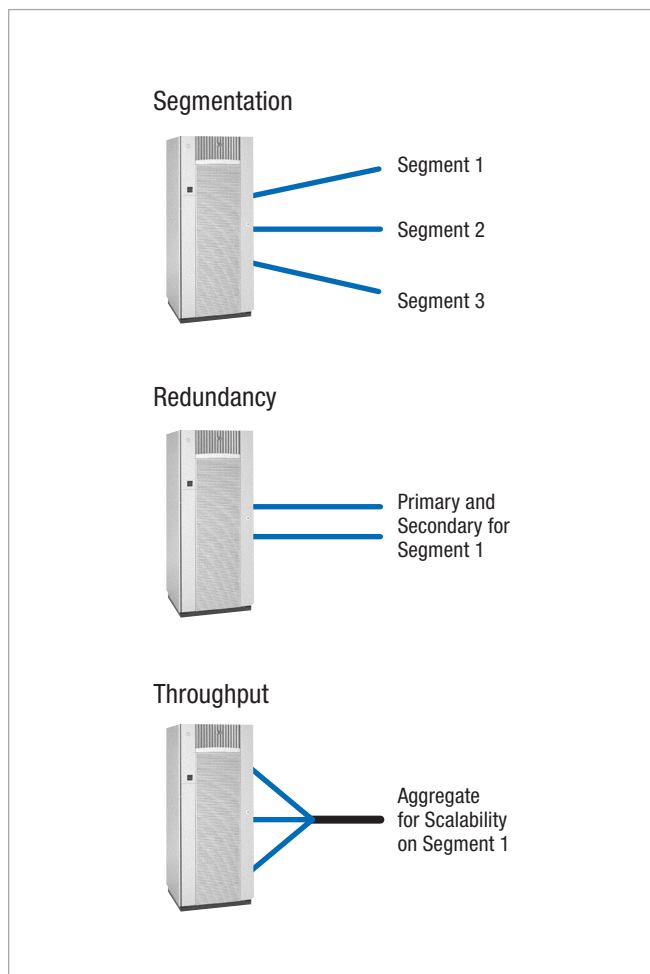 Segmentation
Segment 1
Segment 2
Segment 3
Redundancy
Primary and
Secondary for
Segment 1
Throughput
Aggregate
for Scalability
on Segment 1